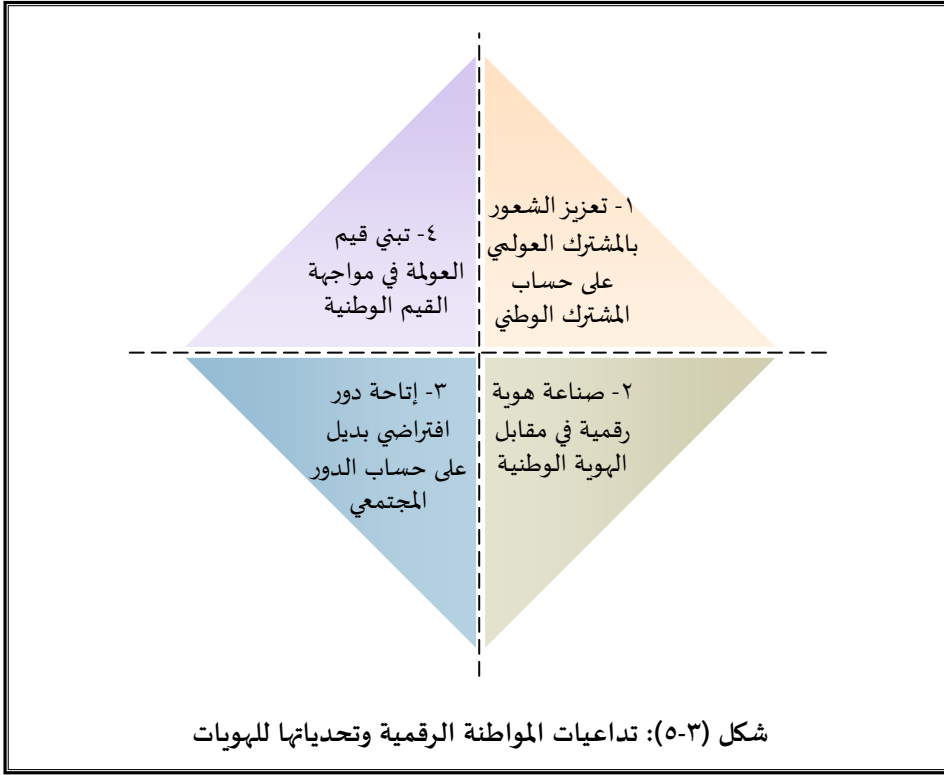 ١- تعزيز الشعور
بالمشترك العولمي
على حساب
المشترك الوطني
٢- صناعة هوية
رقمية في مقابل
الهوية الوطنية
٣- إتاحة دور
افتراضي بديل
على حساب الدور
المجتمعي
٤- تبني قيم
العولمة في مواجهة
القيم الوطنية
شكل (٣-٥): تداعيات المواطنة الرقمية وتحدياتها للهويات